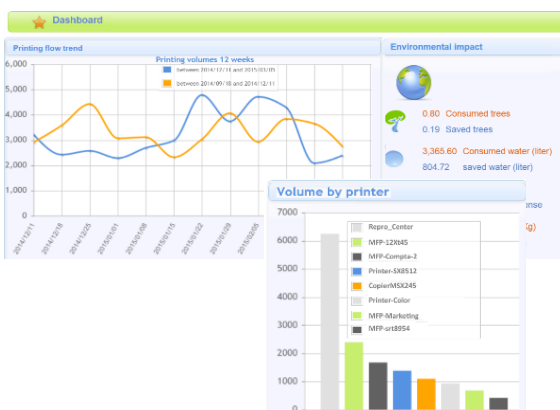 Dashboard
Printing flow trend
Environmental impact
Printing volumes 12 weeks
between 2014/12/11 and 2015/03/05
between 2014/09/18 and 2014/12/11
6,000
5,000
4,000
3,000
2,000
1,000
0
2014/12/11
2014/12/18
2014/12/25
2015/01/01
2015/01/08
2015/01/15
2015/01/22
2015/01/29
2015/02/05
0.80 Consumed trees
0.19 Saved trees
3,365.60 Consumed water (liter)
804.72 saved water (liter)
Volume by printer
7000
6000
5000
4000
3000
2000
1000
0
Repro_Center
MFP-12Xt45
MFP-Compta-2
Printer-SX8512
CopierMSX245
Printer-Color
MFP-Marketing
MFP-srt8954